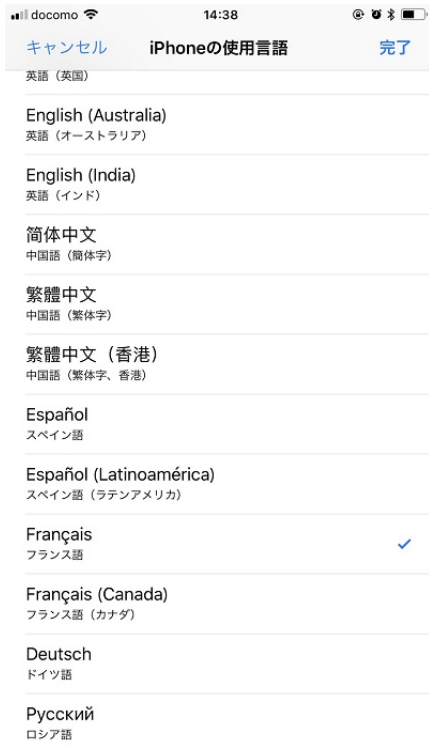 docomo 14:38
キャンセル iPhoneの使用言語 完了
英語（英国）
English (Australia)
英語（オーストラリア）
English (India)
英語（インド）
简体中文
中国語（簡体字）
繁體中文
中国語（繁体字）
繁體中文（香港）
中国語（繁体字、香港）
Español
スペイン語
Español (Latinoamérica)
スペイン語（ラテンアメリカ）
Français
フランス語
Français (Canada)
フランス語（カナダ）
Deutsch
ドイツ語
Русский
ロシア語